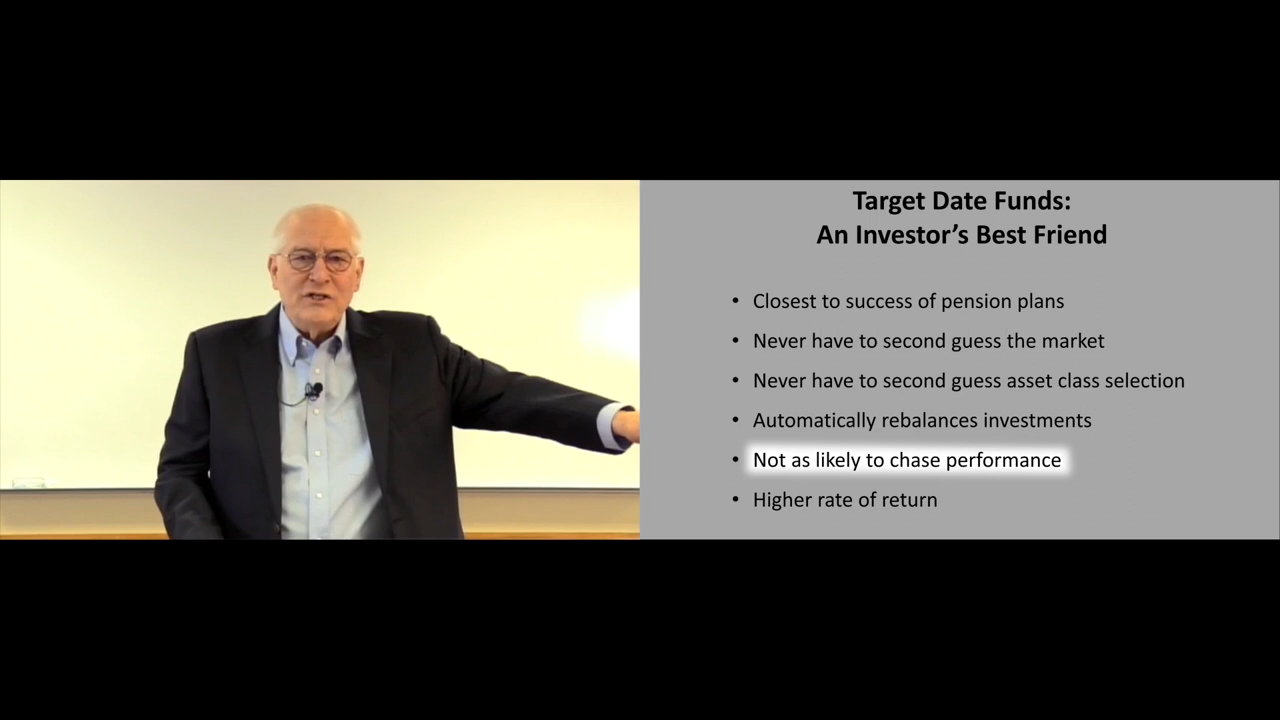 Target Date Funds:
An Investor's Best Friend
• Closest to success of pension plans
• Never have to second guess the market
• Never have to second guess asset class selection
• Automatically rebalances investments
• Not as likely to chase performance
• Higher rate of return